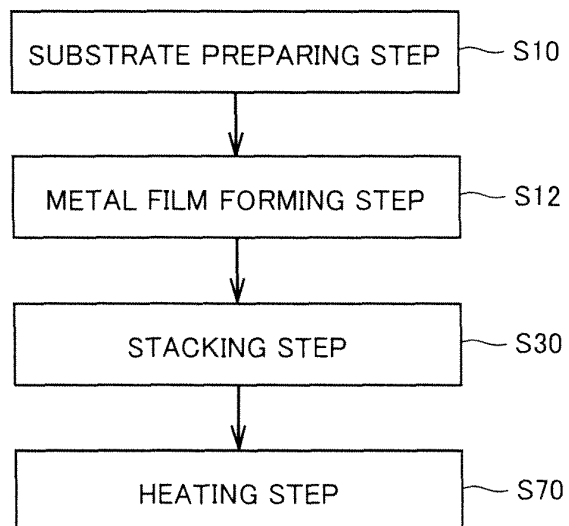 SUBSTRATE PREPARING STEP S10
METAL FILM FORMING STEP S12
STACKING STEP S30
HEATING STEP S70